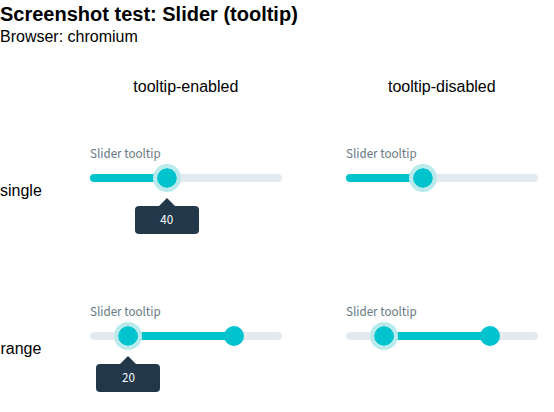 Screenshot test: Slider (tooltip)
Browser: chromium
tooltip-enabled tooltip-disabled
Slider tooltip Slider tooltip
single
40
Slider tooltip Slider tooltip
range
20